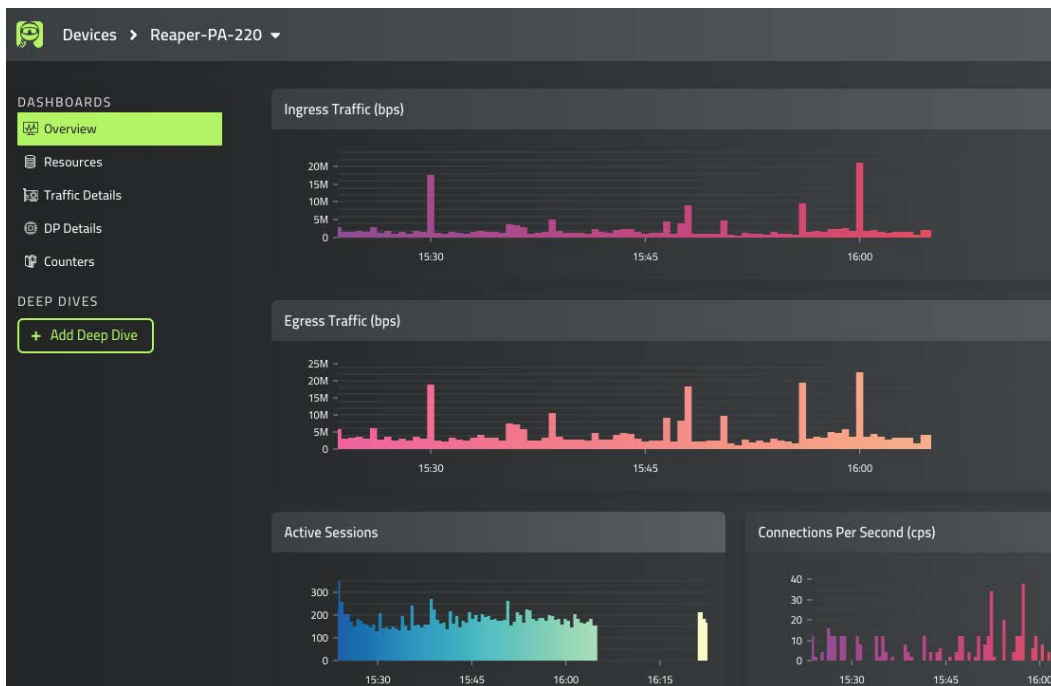 Devices > Reaper-PA-220
DASHBOARDS
Overview
Resources
Traffic Details
DP Details
Counters
DEEP DIVES
+ Add Deep Dive
Ingress Traffic (bps)
20M
15M
10M
5M
0
15:30 15:45 16:00
Egress Traffic (bps)
25M
20M
15M
10M
5M
0
15:30 15:45 16:00
Active Sessions
300
200
100
0
15:30 15:45 16:00 16:15
Connections Per Second (cps)
40
30
20
10
0
15:30 15:45 16:00